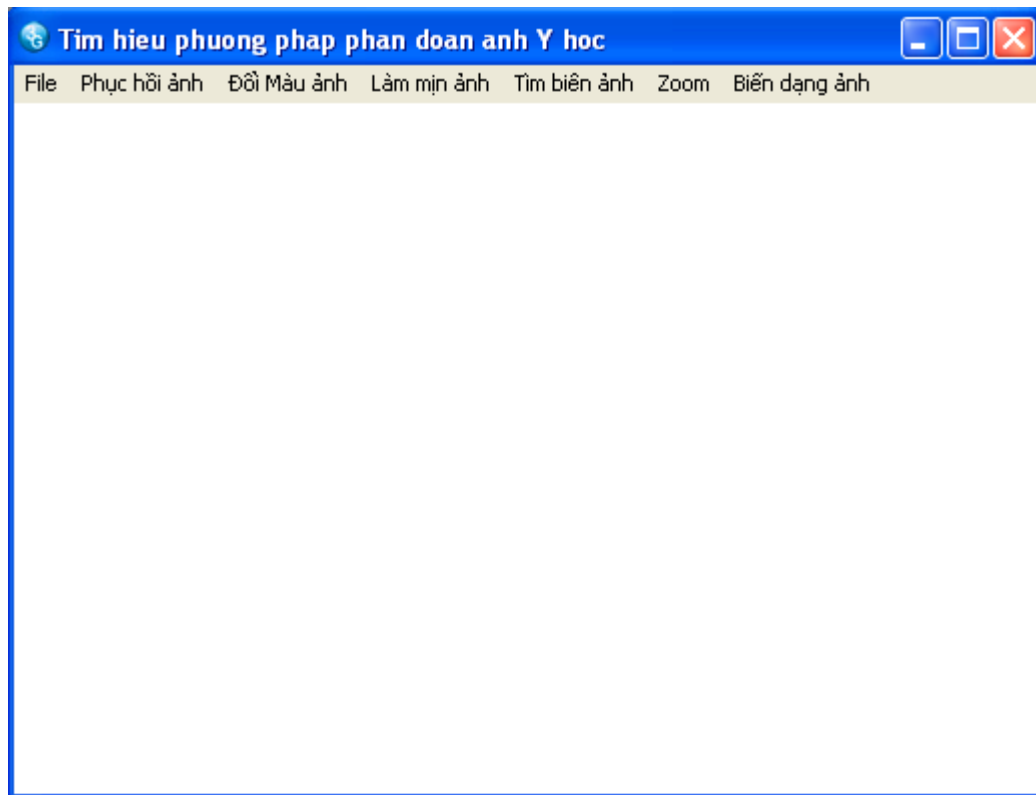 Tim hieu phuong phap phan doan anh Y hoc
File Phục hồi ảnh Đổi Màu ảnh Làm mịn ảnh Tìm biên ảnh Zoom Biến dạng ảnh